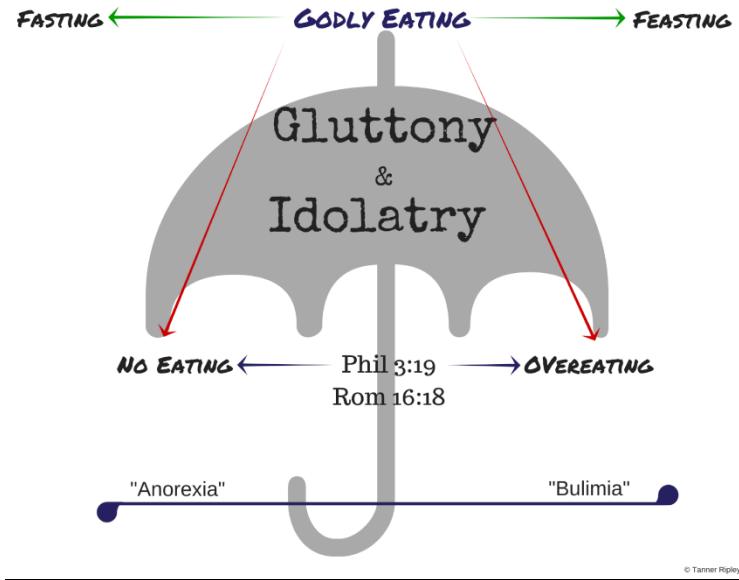 Fasting
Godly Eating
Feasting
Gluttony
&
Idolatry
No Eating
Phil 3:19
OVereating
Rom 16:18
"Anorexia"
"Bulimia"
© Tanner Ripley